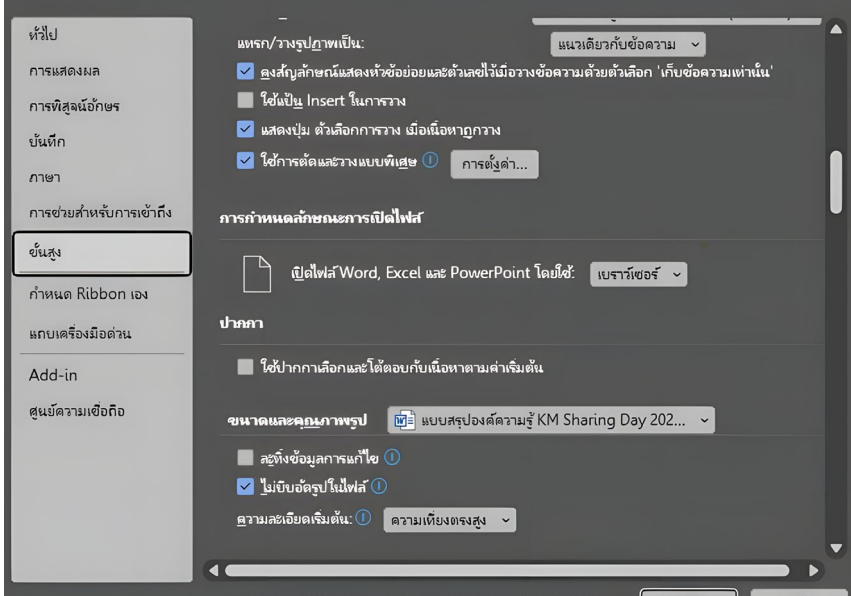 ทั่วไป
การแสดงผล
การพิสูจน์อักษร
บันทึก
ภาษา
การช่วยสำหรับการเข้าถึง
ขั้นสูง
กำหนด Ribbon เอง
แถบเครื่องมือด่วน
Add-in
ศูนย์ความเชื่อถือ
แทรก/วางรูปภาพเป็น: แนวเดียวกับข้อความ
คงสัญลักษณ์แสดงหัวข้อย่อยและตัวเลขไว้เมื่อวางข้อความด้วยตัวเลือก 'เก็บข้อความเท่านั้น'
ใช้แป้น Insert ในการวาง
แสดงปุ่ม ตัวเลือกการวาง เมื่อเนื้อหาถูกวาง
ใช้การตัดและวางแบบพิเศษ การตั้งค่า...
การกำหนดลักษณะการเปิดไฟล์
เปิดไฟล์ Word, Excel และ PowerPoint โดยใช้: เบราว์เซอร์
ปากกา
ใช้ปากกาเลือกและโต้ตอบกับเนื้อหาตามค่าเริ่มต้น
ขนาดและคุณภาพรูป แบบสรุปองค์ความรู้ KM Sharing Day 202...
ละทิ้งข้อมูลการแก้ไข
ไม่บีบอัดรูปในไฟล์
ความละเอียดเริ่มต้น: ความเที่ยงตรงสูง